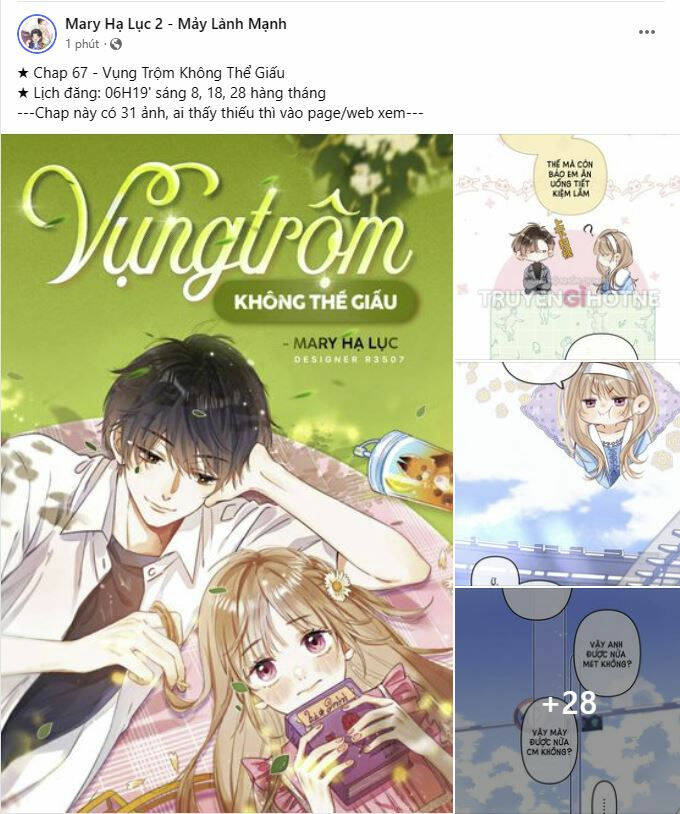 Mary Hạ Lục 2 - Mảy Lành Mạnh
1 phút ·
★ Chap 67 - Vụng Trộm Không Thể Giấu
★ Lịch đăng: 06H19' sáng 8, 18, 28 hàng tháng
---Chap này có 31 ảnh, ai thấy thiếu thì vào page/web xem---
Vụng trộm
KHÔNG THỂ GIẤU
- MARY HẠ LỤC
DESIGNER R3507
THẾ MÀ CÒN
BẢO EM ĂN
UỐNG TIẾT
KIỆM LẮM
?
TRUYENGIHOTNE
Ư.
VẬY ANH
ĐƯỢC NỬA
MÉT KHÔNG?
+28
VẬY MÀY
ĐƯỢC NỬA
CM KHÔNG?